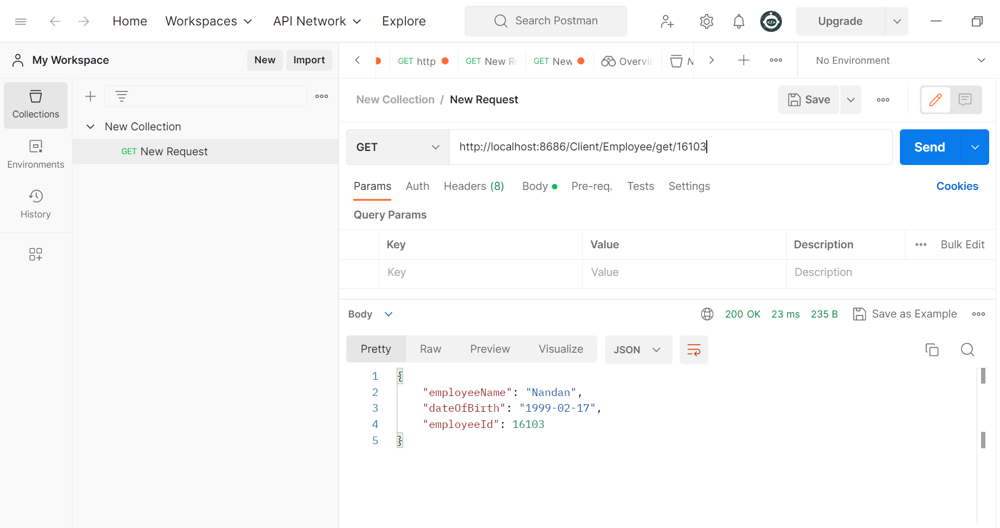 Home Workspaces API Network Explore Search Postman Upgrade
My Workspace New Import
GET http GET New Re GET New Overvie N No Environment
Collections
Environments
History
New Collection
GET New Request
New Collection / New Request Save
GET http://localhost:8686/Client/Employee/get/16103 Send
Params Auth Headers (8) Body Pre-req. Tests Settings Cookies
Query Params
Key Value Description Bulk Edit
Key Value Description
Body 200 OK 23 ms 235 B Save as Example
Pretty Raw Preview Visualize JSON
1 {
2 "employeeName": "Nandan",
3 "dateOfBirth": "1999-02-17",
4 "employeeId": 16103
5 }